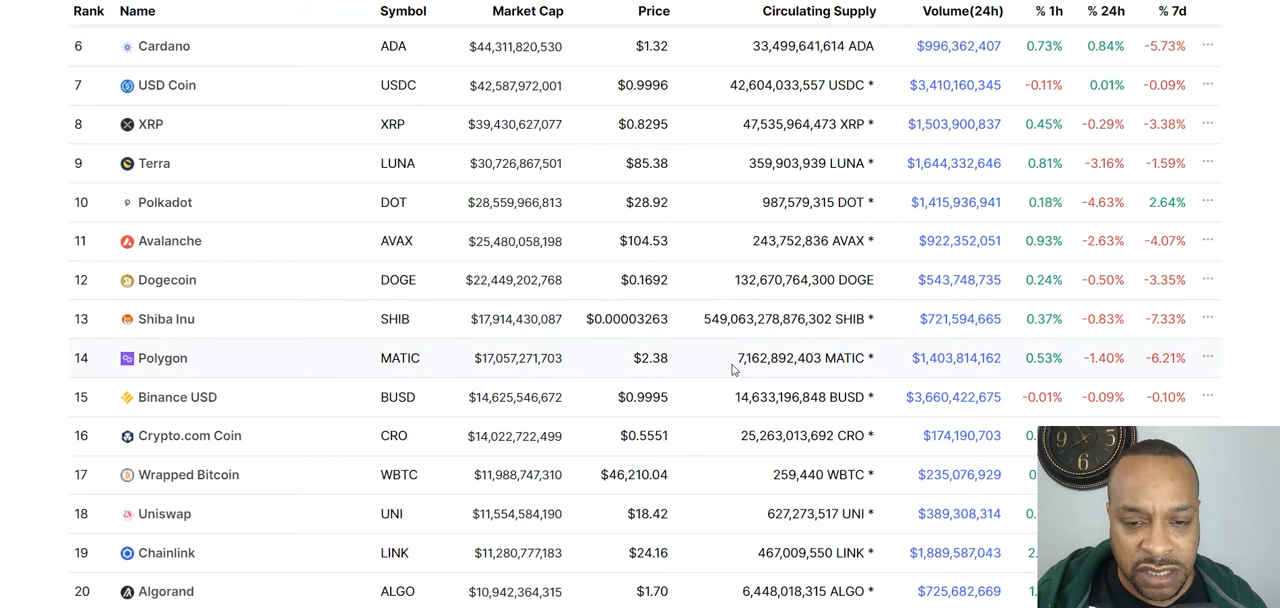 Rank Name Symbol Market Cap Price Circulating Supply Volume(24h) % 1h % 24h % 7d
6 Cardano ADA $44,311,820,530 $1.32 33,499,641,614 ADA $996,362,407 0.73% 0.84% -5.73%
7 USD Coin USDC $42,587,972,001 $0.9996 42,604,033,557 USDC * $3,410,160,345 -0.11% 0.01% -0.09%
8 XRP XRP $39,430,627,077 $0.8295 47,535,964,473 XRP * $1,503,900,837 0.45% -0.29% -3.38%
9 Terra LUNA $30,726,867,501 $85.38 359,903,939 LUNA * $1,644,332,646 0.81% -3.16% -1.59%
10 Polkadot DOT $28,559,966,813 $28.92 987,579,315 DOT * $1,415,936,941 0.18% -4.63% 2.64%
11 Avalanche AVAX $25,480,058,198 $104.53 243,752,836 AVAX * $922,352,051 0.93% -2.63% -4.07%
12 Dogecoin DOGE $22,449,202,768 $0.1692 132,670,764,300 DOGE $543,748,735 0.24% -0.50% -3.35%
13 Shiba Inu SHIB $17,914,430,087 $0.00003263 549,063,278,876,302 SHIB * $721,594,665 0.37% -0.83% -7.33%
14 Polygon MATIC $17,057,271,703 $2.38 7,162,892,403 MATIC * $1,403,814,162 0.53% -1.40% -6.21%
15 Binance USD BUSD $14,625,546,672 $0.9995 14,633,196,848 BUSD * $3,660,422,675 -0.01% -0.09% -0.10%
16 Crypto.com Coin CRO $14,022,722,499 $0.5551 25,263,013,692 CRO * $174,190,703 0.
17 Wrapped Bitcoin WBTC $11,988,747,310 $46,210.04 259,440 WBTC * $235,076,929 0
18 Uniswap UNI $11,554,584,190 $18.42 627,273,517 UNI * $389,308,314 0.
19 Chainlink LINK $11,280,777,183 $24.16 467,009,550 LINK * $1,889,587,043 2.
20 Algorand ALGO $10,942,364,315 $1.70 6,448,018,315 ALGO * $725,682,669 1.
9 5
6